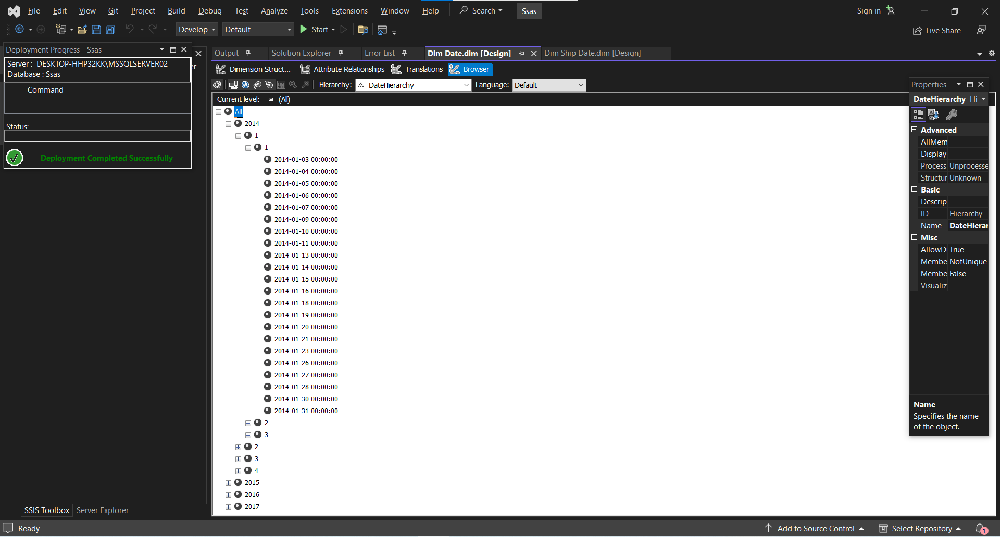 File Edit View Git Project Build Debug Test Analyze Tools Extensions Window Help Search Ssas Sign in
Develop Default Start Live Share
Deployment Progress - Ssas
Server : DESKTOP-HHP32KK\MSSQLSERVER02
Database : Ssas
Command
Status:
Deployment Completed Successfully
er
SSIS Toolbox Server Explorer
Output Solution Explorer Error List Dim Date.dim [Design] Dim Ship Date.dim [Design]
Dimension Struct... Attribute Relationships Translations Browser
Hierarchy: DateHierarchy Language: Default
Current level: (All)
All
2014
1
1
2014-01-03 00:00:00
2014-01-04 00:00:00
2014-01-05 00:00:00
2014-01-06 00:00:00
2014-01-07 00:00:00
2014-01-09 00:00:00
2014-01-10 00:00:00
2014-01-11 00:00:00
2014-01-13 00:00:00
2014-01-14 00:00:00
2014-01-15 00:00:00
2014-01-16 00:00:00
2014-01-18 00:00:00
2014-01-19 00:00:00
2014-01-20 00:00:00
2014-01-21 00:00:00
2014-01-23 00:00:00
2014-01-26 00:00:00
2014-01-27 00:00:00
2014-01-28 00:00:00
2014-01-30 00:00:00
2014-01-31 00:00:00
2
3
2
3
4
2015
2016
2017
Properties
DateHierarchy Hi
Advanced
AllMem
Display
Process Unprocesse
Structur Unknown
Basic
Descrip
ID Hierarchy
Name DateHierar
Misc
AllowD True
Membe NotUnique
Membe False
Visualiz
Name
Specifies the name
of the object.
Ready Add to Source Control Select Repository 1